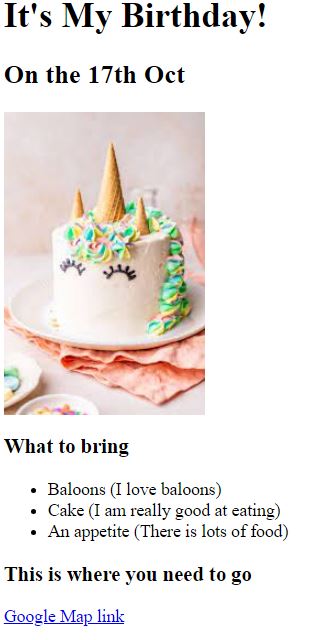 It's My Birthday!
On the 17th Oct
What to bring
Baloons (I love baloons)
Cake (I am really good at eating)
An appetite (There is lots of food)
This is where you need to go
Google Map link